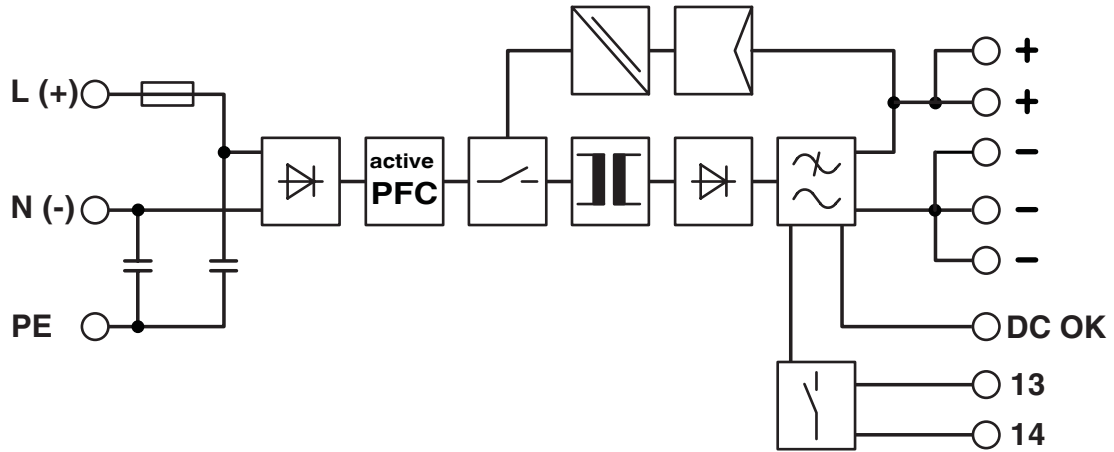 L (+)
N (-)
PE
active
PFC
+
+
–
–
–
DC OK
13
14